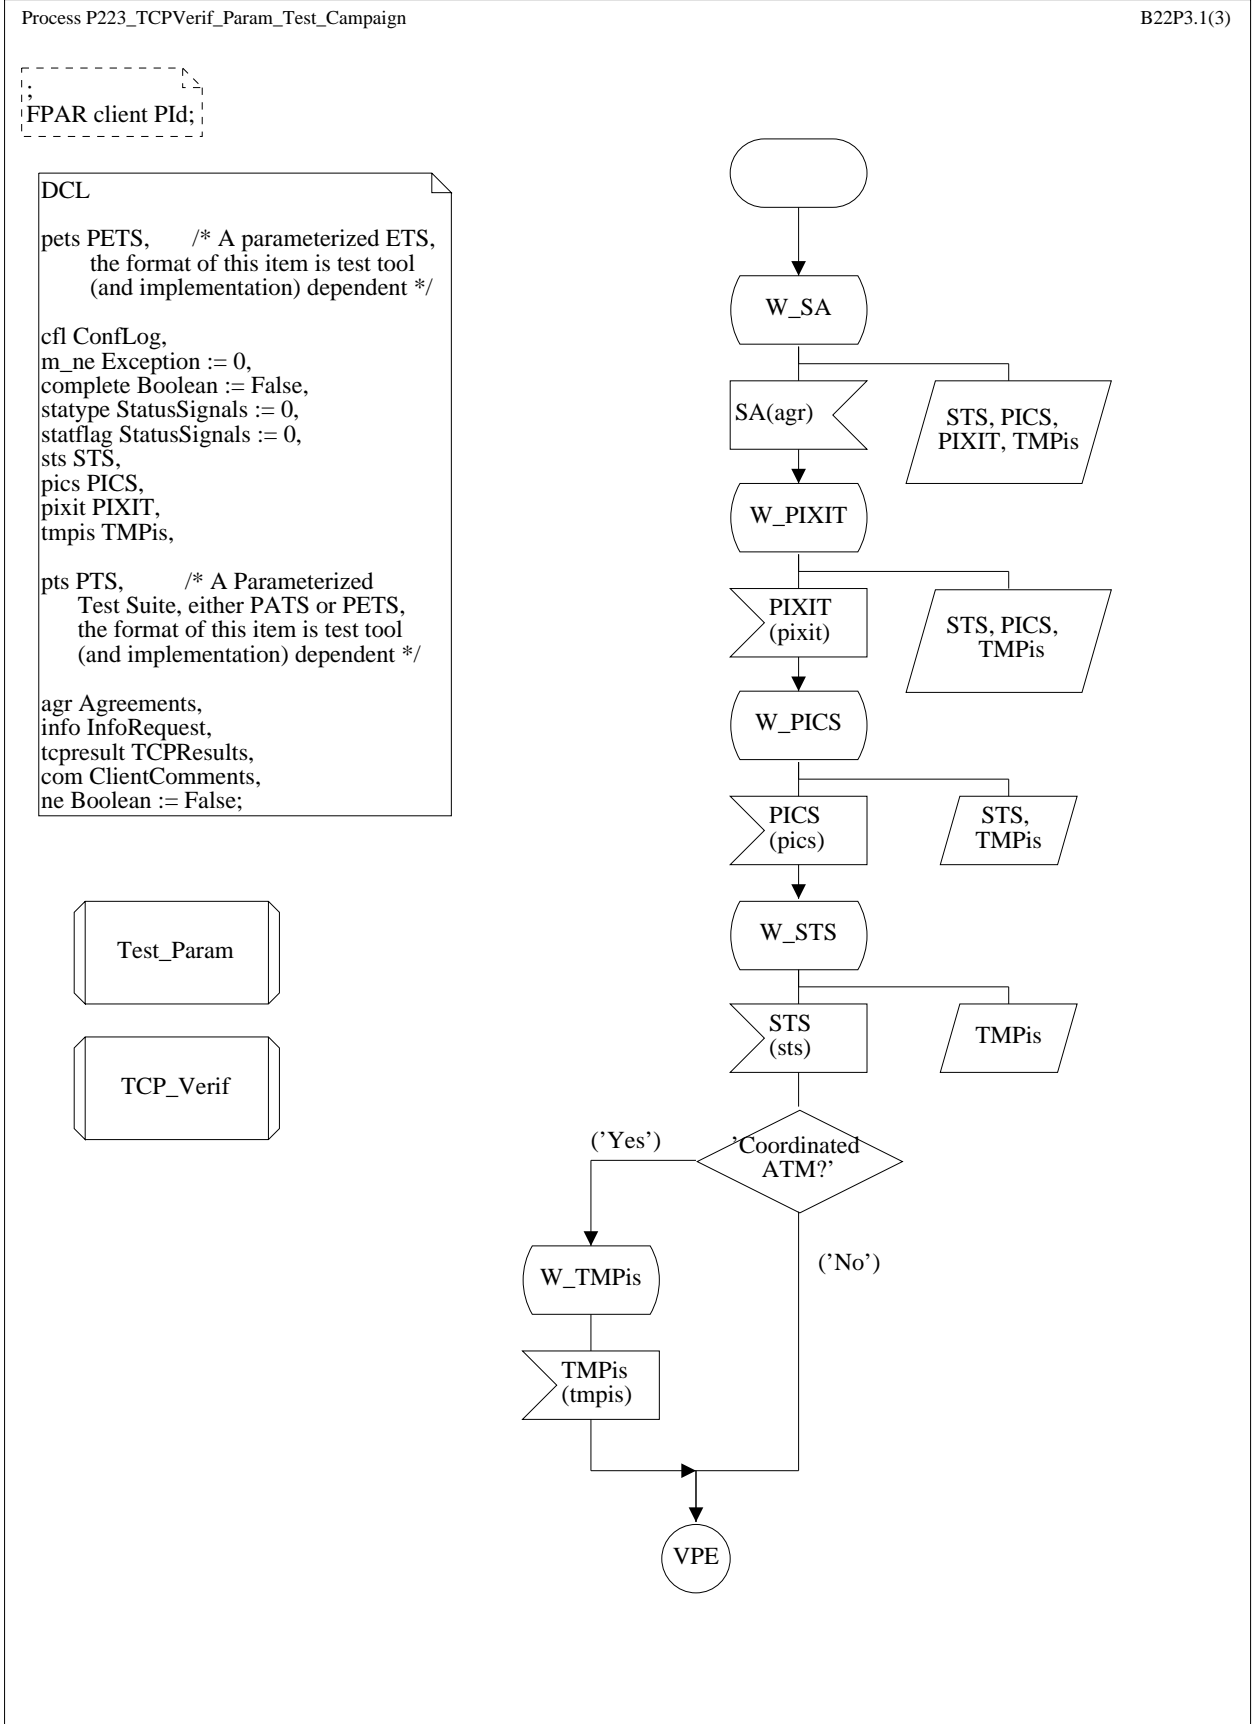 Process P223_TCPVerif_Param_Test_Campaign
B22P3.1(3)
;
FPAR client PId;
DCL
pets PETS, /* A parameterized ETS,
the format of this item is test tool
(and implementation) dependent */
cfl ConfLog,
m_ne Exception := 0,
complete Boolean := False,
statype StatusSignals := 0,
statflag StatusSignals := 0,
sts STS,
pics PICS,
pixit PIXIT,
tmpis TMPis,
pts PTS, /* A Parameterized
Test Suite, either PATS or PETS,
the format of this item is test tool
(and implementation) dependent */
agr Agreements,
info InfoRequest,
tcpresult TCPResults,
com ClientComments,
ne Boolean := False;
Test_Param
TCP_Verif
W_SA
SA(agr)
STS, PICS,
PIXIT, TMPis
W_PIXIT
PIXIT
(pixit)
STS, PICS,
TMPis
W_PICS
PICS
(pics)
STS,
TMPis
W_STS
STS
(sts)
TMPis
(’Yes’)
’Coordinated
ATM?’
(’No’)
W_TMPis
TMPis
(tmpis)
VPE